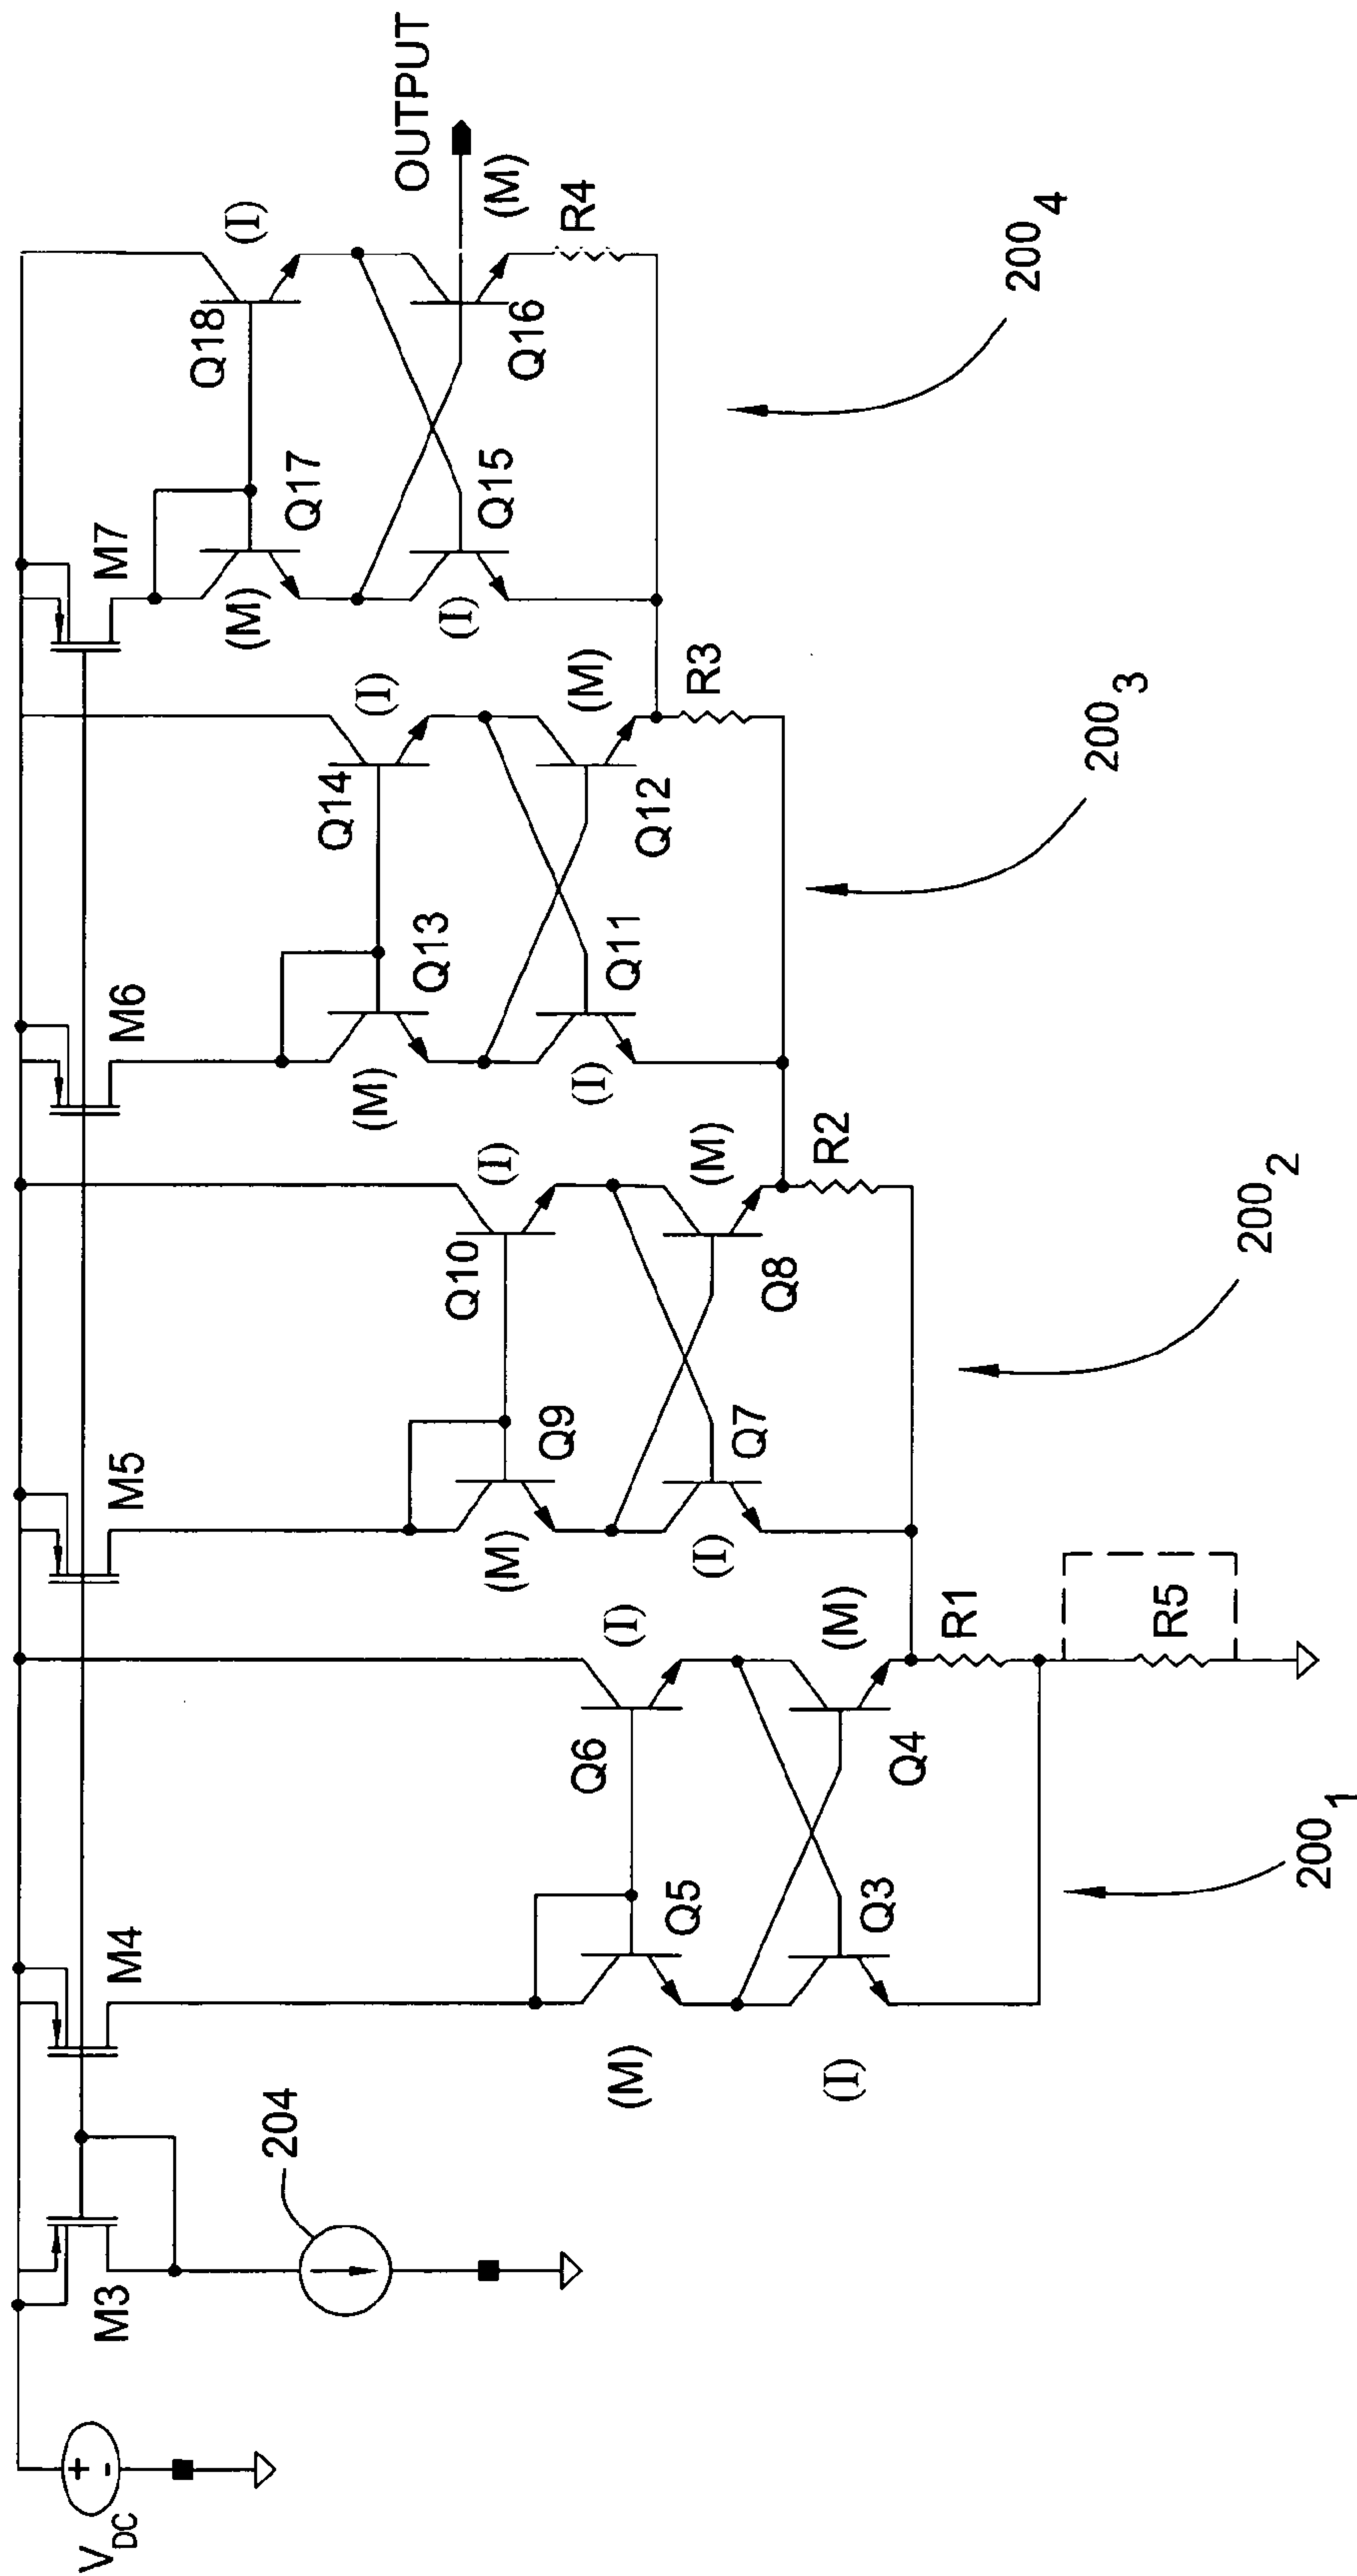 OUTPUT
Q18
(I)
M7
Q17
(M)
Q16
(M)
R4
Q15
(I)
200 4
M6
Q14
(I)
Q13
(M)
Q12
(M)
R3
Q11
(I)
200 3
M5
Q10
(I)
Q9
(M)
Q8
(M)
R2
Q7
(I)
200 2
M4
Q6
(I)
Q5
(M)
Q4
(M)
R1
Q3
(I)
R5
200 1
M3
204
VDC
+
-